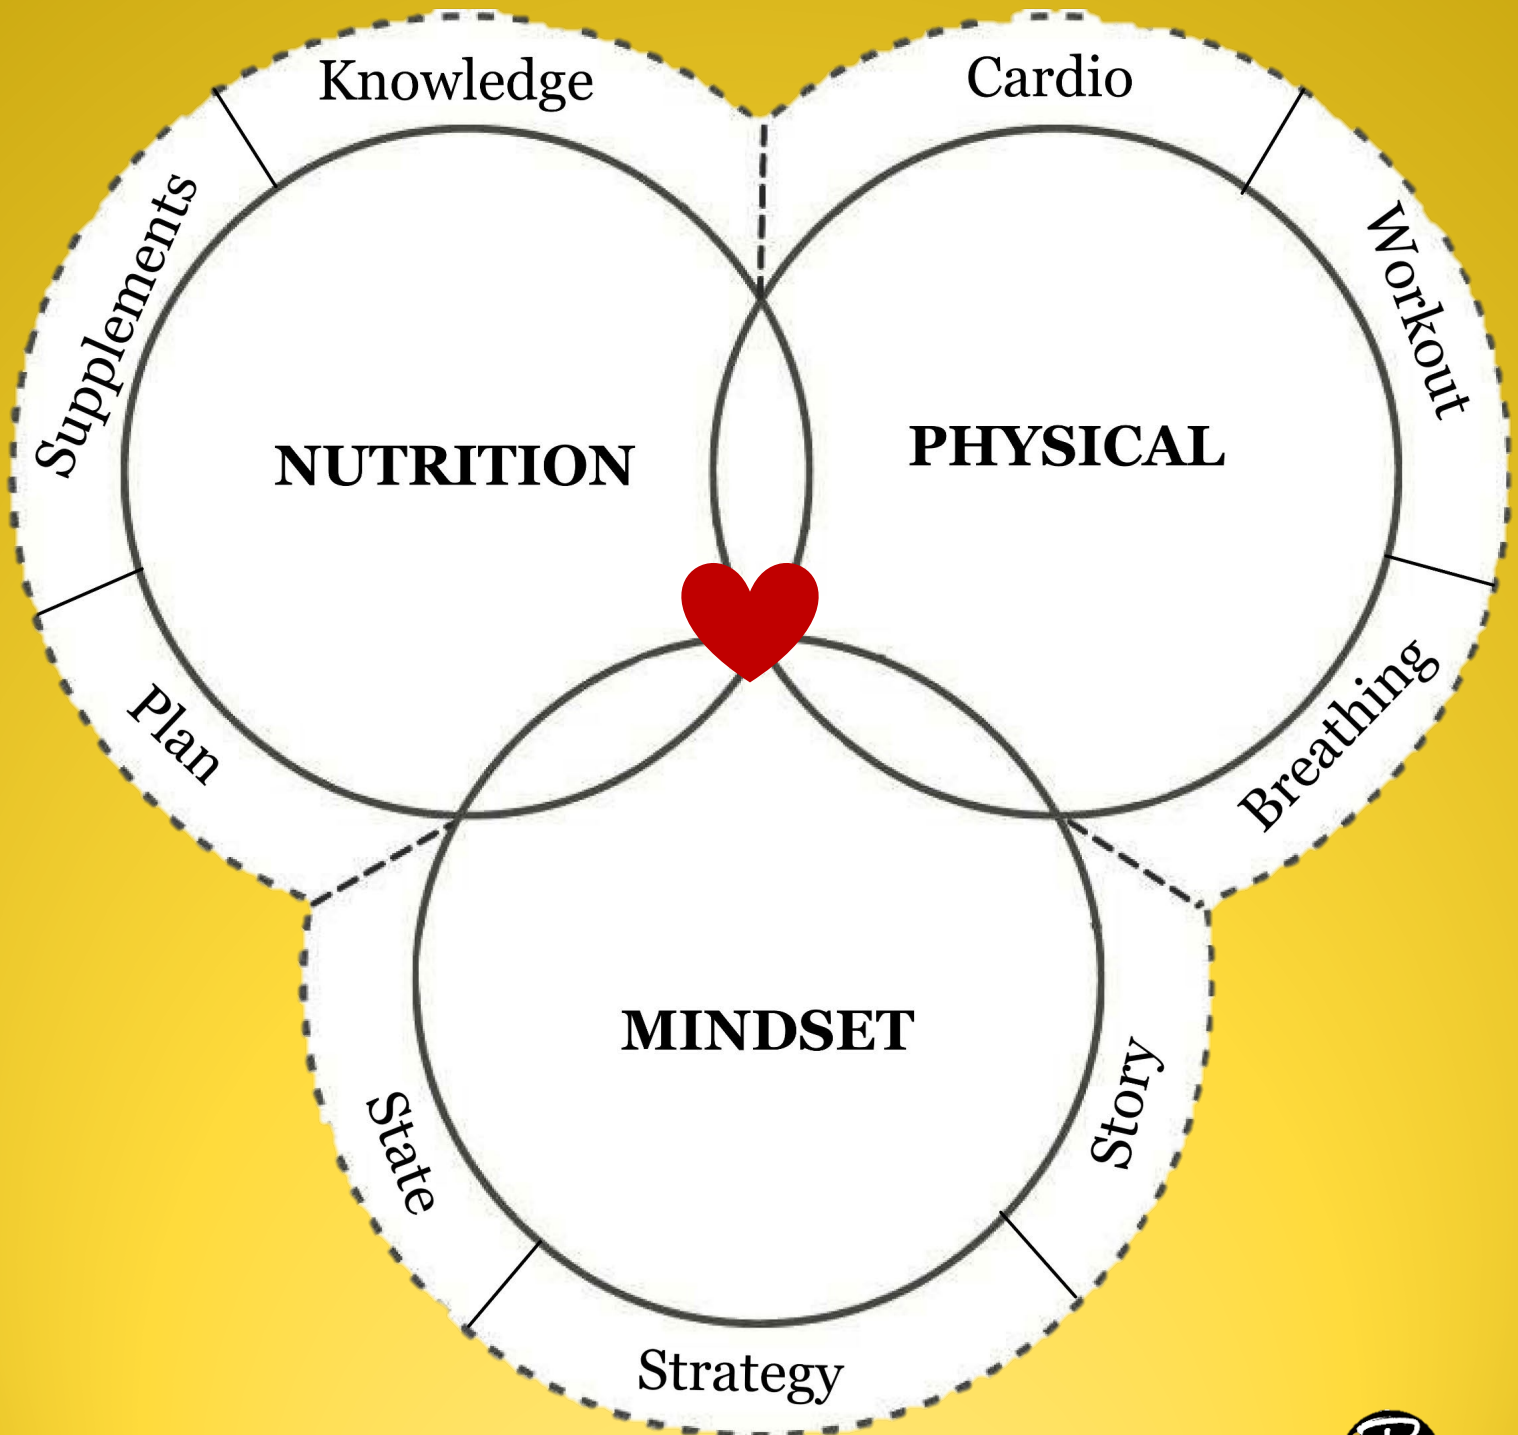 Knowledge
Cardio
Supplements
Workout
NUTRITION
PHYSICAL
Plan
Breathing
MINDSET
State
Story
Strategy